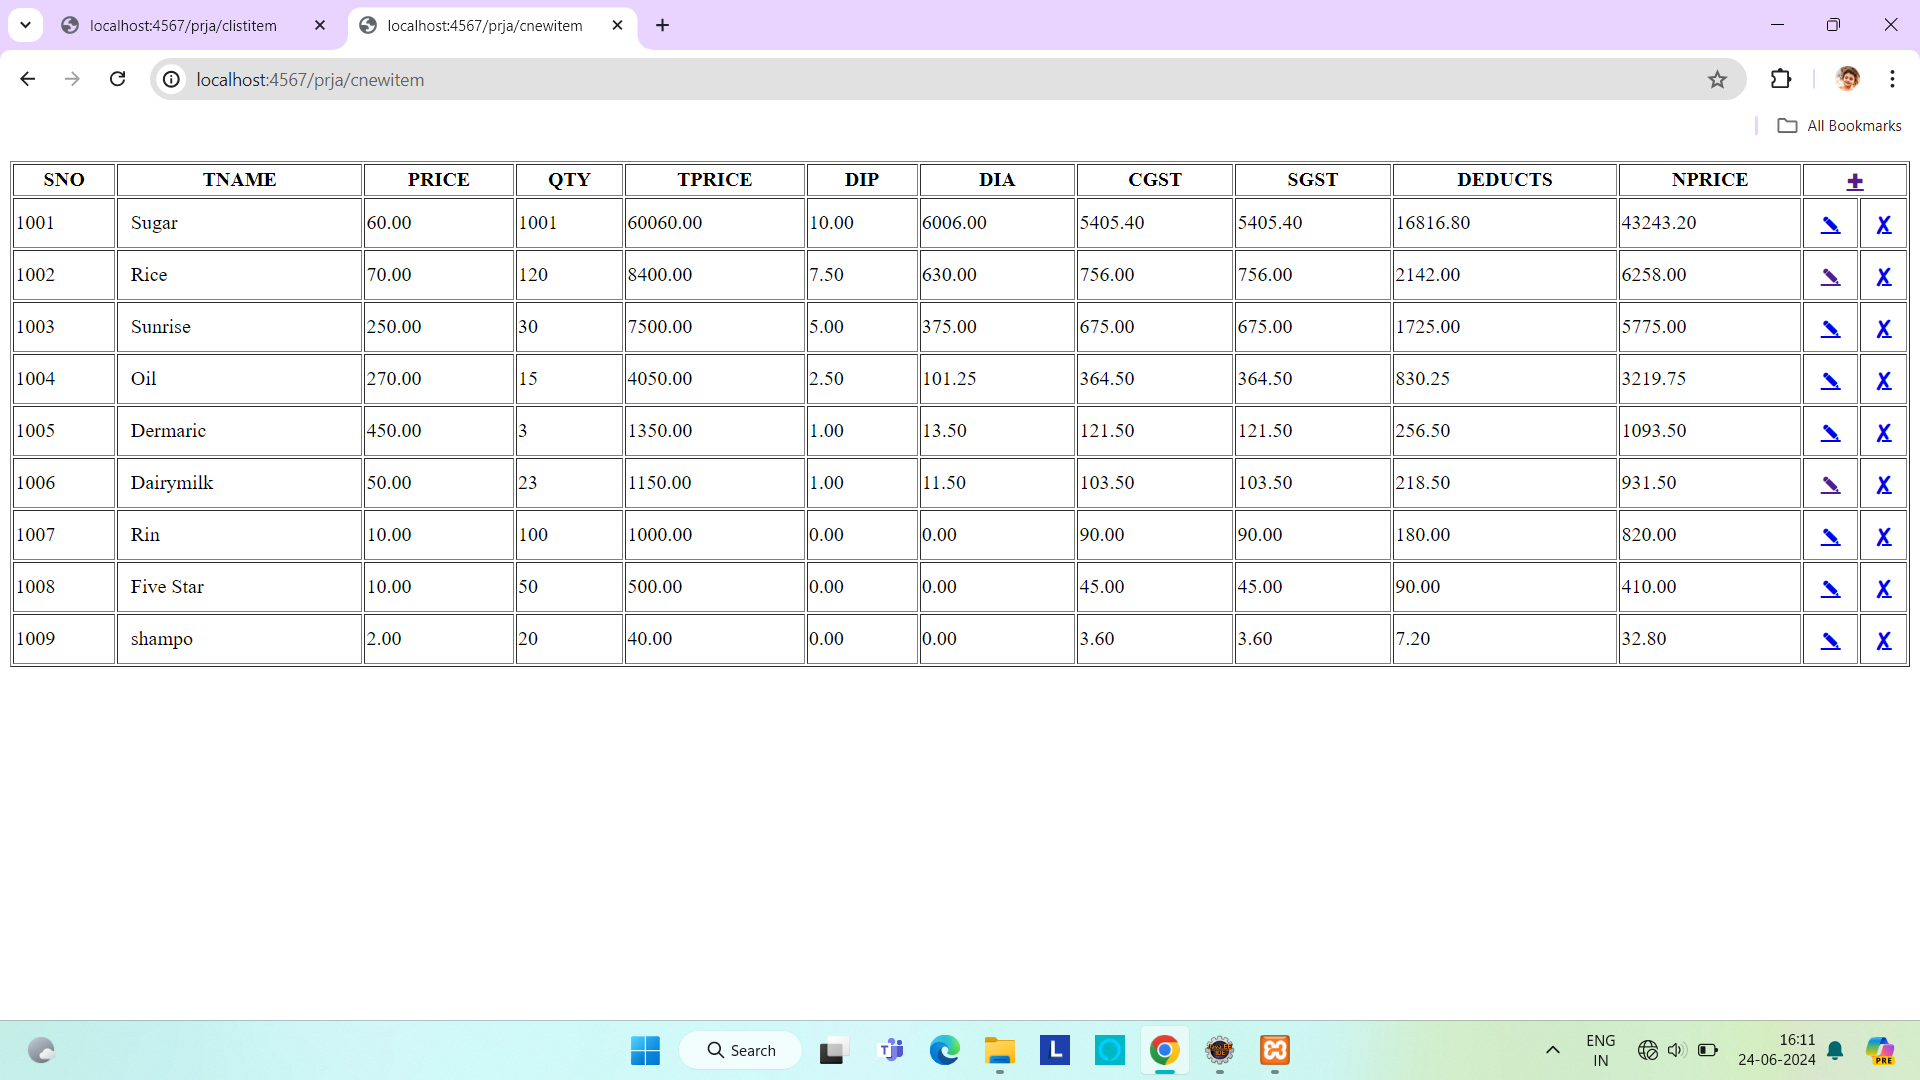 localhost:4567/prja/clistitem
localhost:4567/prja/cnewitem
localhost:4567/prja/cnewitem
All Bookmarks
SNO TNAME PRICE QTY TPRICE DIP DIA CGST SGST DEDUCTS NPRICE +
1001 Sugar 60.00 1001 60060.00 10.00 6006.00 5405.40 5405.40 16816.80 43243.20 X
1002 Rice 70.00 120 8400.00 7.50 630.00 756.00 756.00 2142.00 6258.00 X
1003 Sunrise 250.00 30 7500.00 5.00 375.00 675.00 675.00 1725.00 5775.00 X
1004 Oil 270.00 15 4050.00 2.50 101.25 364.50 364.50 830.25 3219.75 X
1005 Dermaric 450.00 3 1350.00 1.00 13.50 121.50 121.50 256.50 1093.50 X
1006 Dairymilk 50.00 23 1150.00 1.00 11.50 103.50 103.50 218.50 931.50 X
1007 Rin 10.00 100 1000.00 0.00 0.00 90.00 90.00 180.00 820.00 X
1008 Five Star 10.00 50 500.00 0.00 0.00 45.00 45.00 90.00 410.00 X
1009 shampo 2.00 20 40.00 0.00 0.00 3.60 3.60 7.20 32.80 X
Search
L
ENG
IN
16:11
24-06-2024
PRE